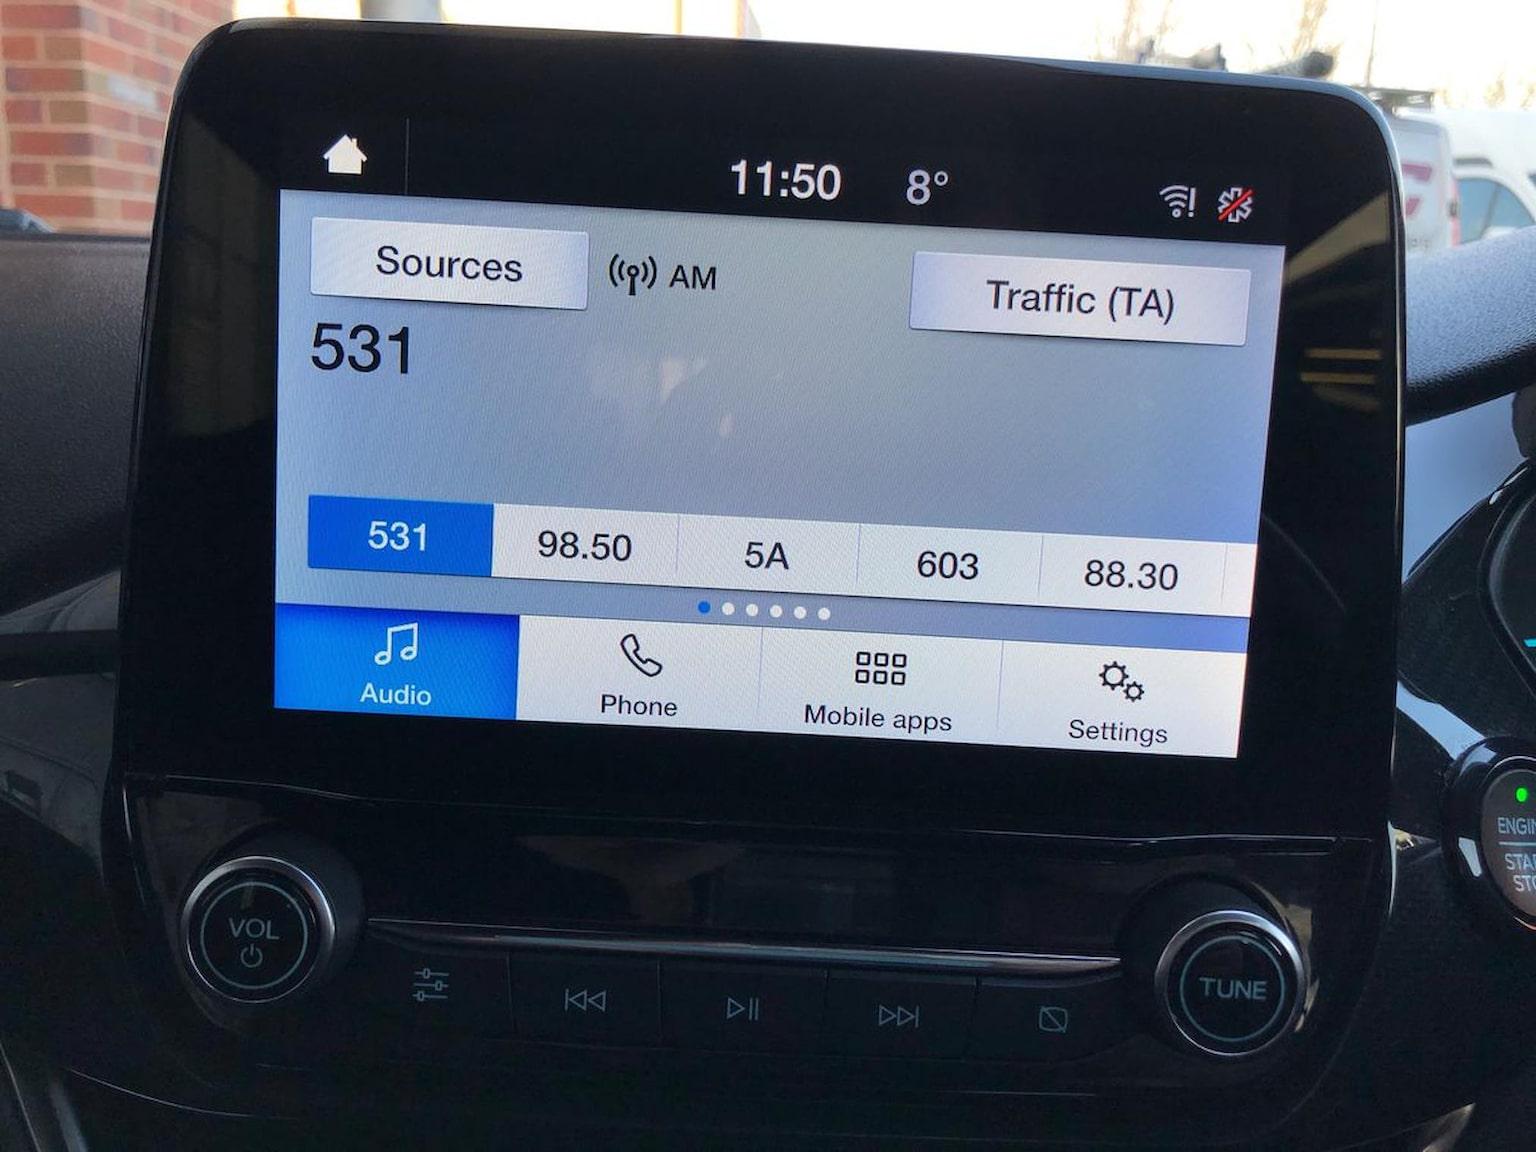 11:50 8°
Sources AM Traffic (TA)
531
531 98.50 5A 603 88.30
Audio Phone Mobile apps Settings
VOL
TUNE